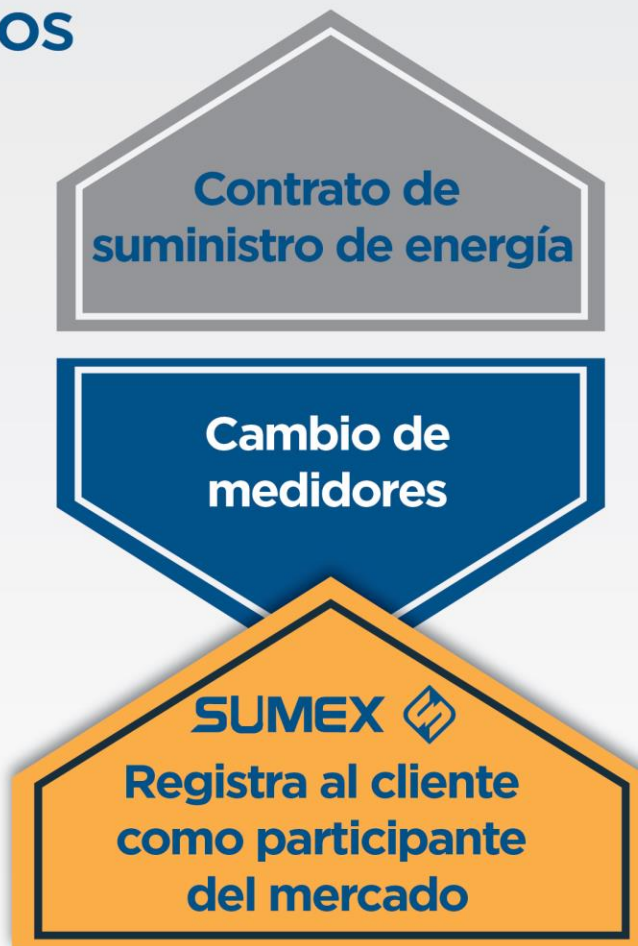 OS
Contrato de
suministro de energía
Cambio de
medidores
SUMEX
Registra al cliente
como participante
del mercado